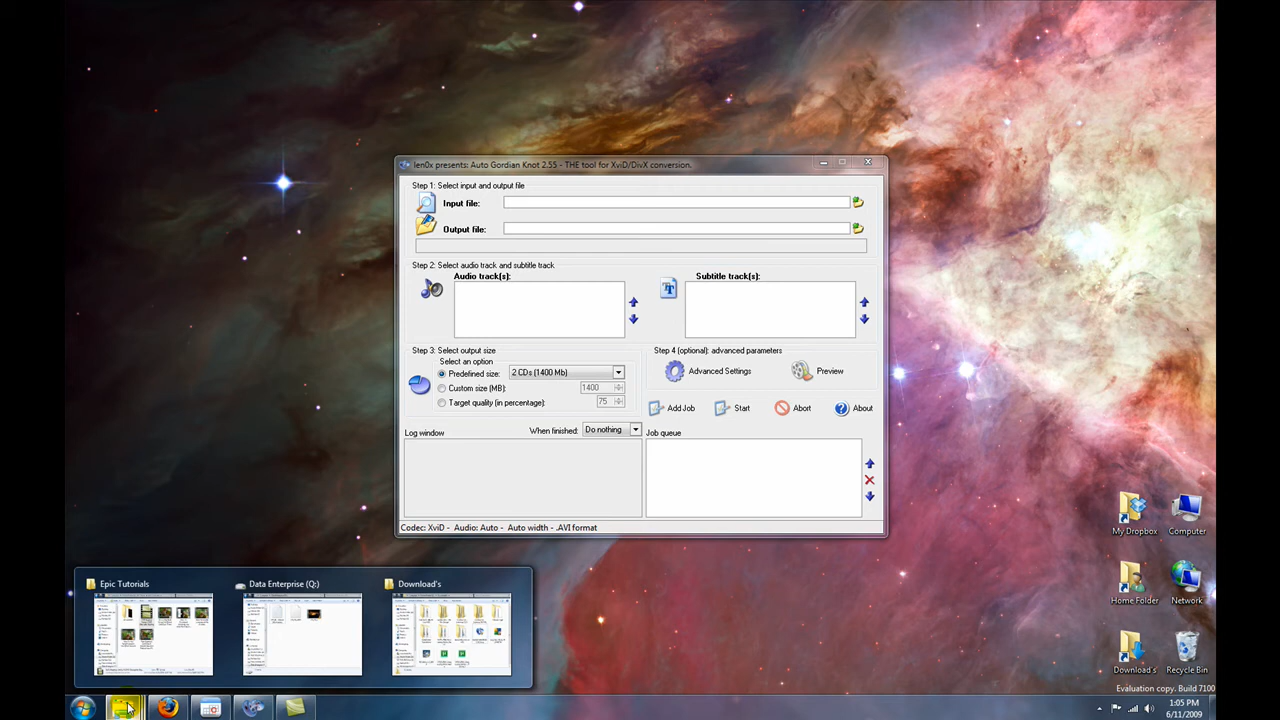 len0x presents: Auto Gordian Knot 2.55 - THE tool for XviD/DivX conversion.
Step 1: Select input and output file
Input file:
Output file:
Step 2: Select audio track and subtitle track
Audio track(s):
Subtitle track(s):
Step 3: Select output size
Select an option
Predefined size: 2 CDs (1400 Mb)
Custom size (MB): 1400
Target quality (in percentage): 75
Step 4 (optional): advanced parameters
Advanced Settings Preview
Add Job Start Abort About
Log window When finished: Do nothing Job queue
Codec: XviD - Audio: Auto - Auto width - .AVI format
My Dropbox Computer
Home Folder Network
Download's Recycle Bin
Epic Tutorials Data Enterprise (Q:) Download's
Evaluation copy. Build 7100
1:05 PM
6/11/2009